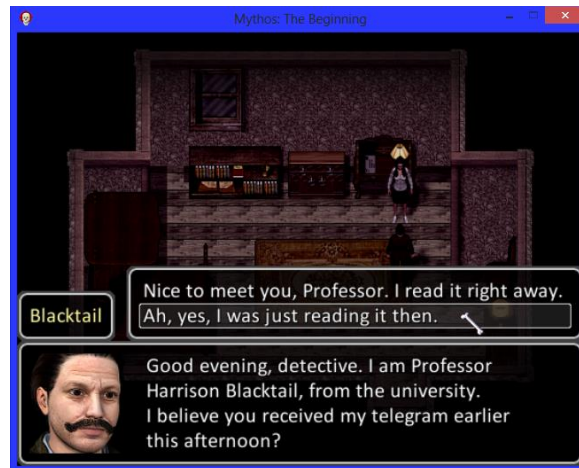 Mythos: The Beginning
Nice to meet you, Professor. I read it right away.
Ah, yes, I was just reading it then.
Blacktail
Good evening, detective. I am Professor
Harrison Blacktail, from the university.
I believe you received my telegram earlier
this afternoon?